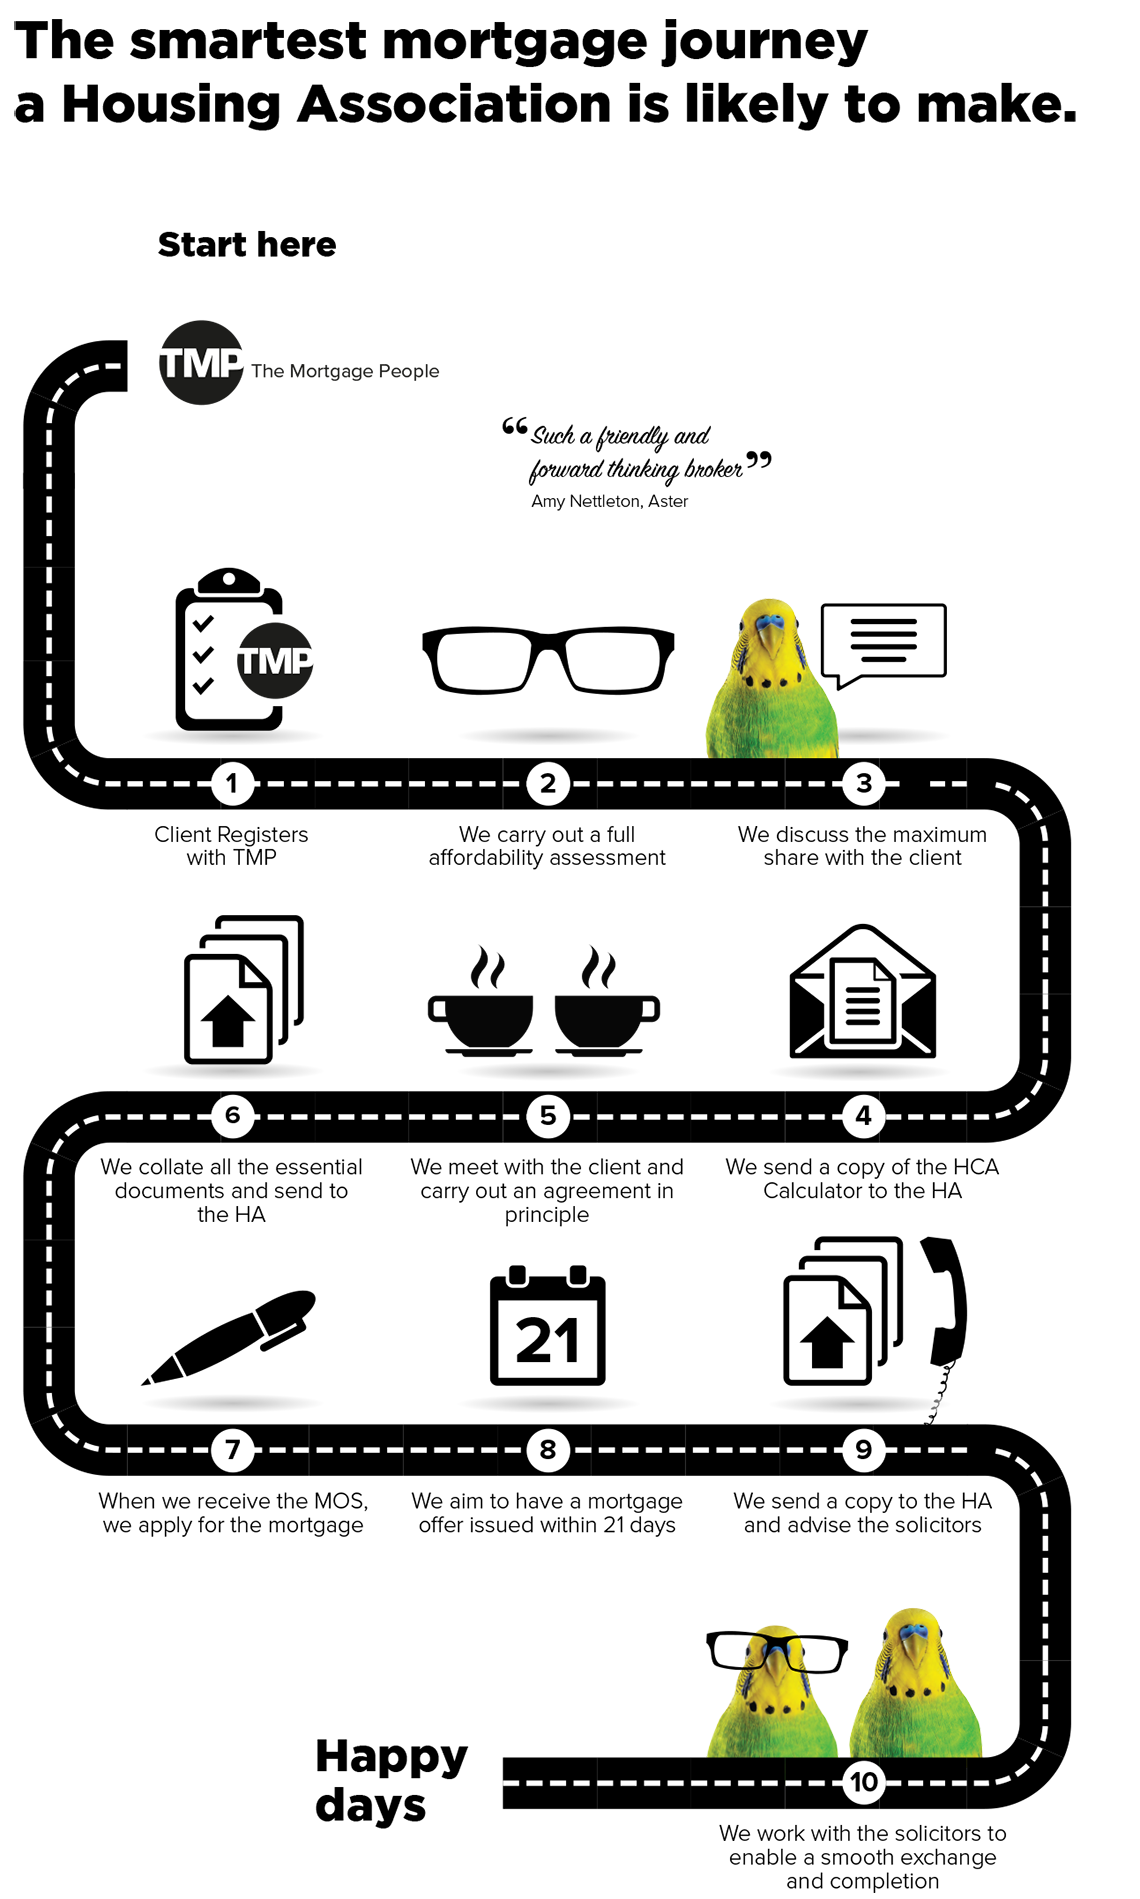 The smartest mortgage journey
a Housing Association is likely to make.
Start here
TMP The Mortgage People
“Such a friendly and
forward thinking broker”
Amy Nettleton, Aster
TMP
1
Client Registers
with TMP
2
We carry out a full
affordability assessment
3
We discuss the maximum
share with the client
4
We send a copy of the HCA
Calculator to the HA
5
We meet with the client and
carry out an agreement in
principle
6
We collate all the essential
documents and send to
the HA
7
When we receive the MOS,
we apply for the mortgage
21
8
We aim to have a mortgage
offer issued within 21 days
9
We send a copy to the HA
and advise the solicitors
10
We work with the solicitors to
enable a smooth exchange
and completion
Happy
days